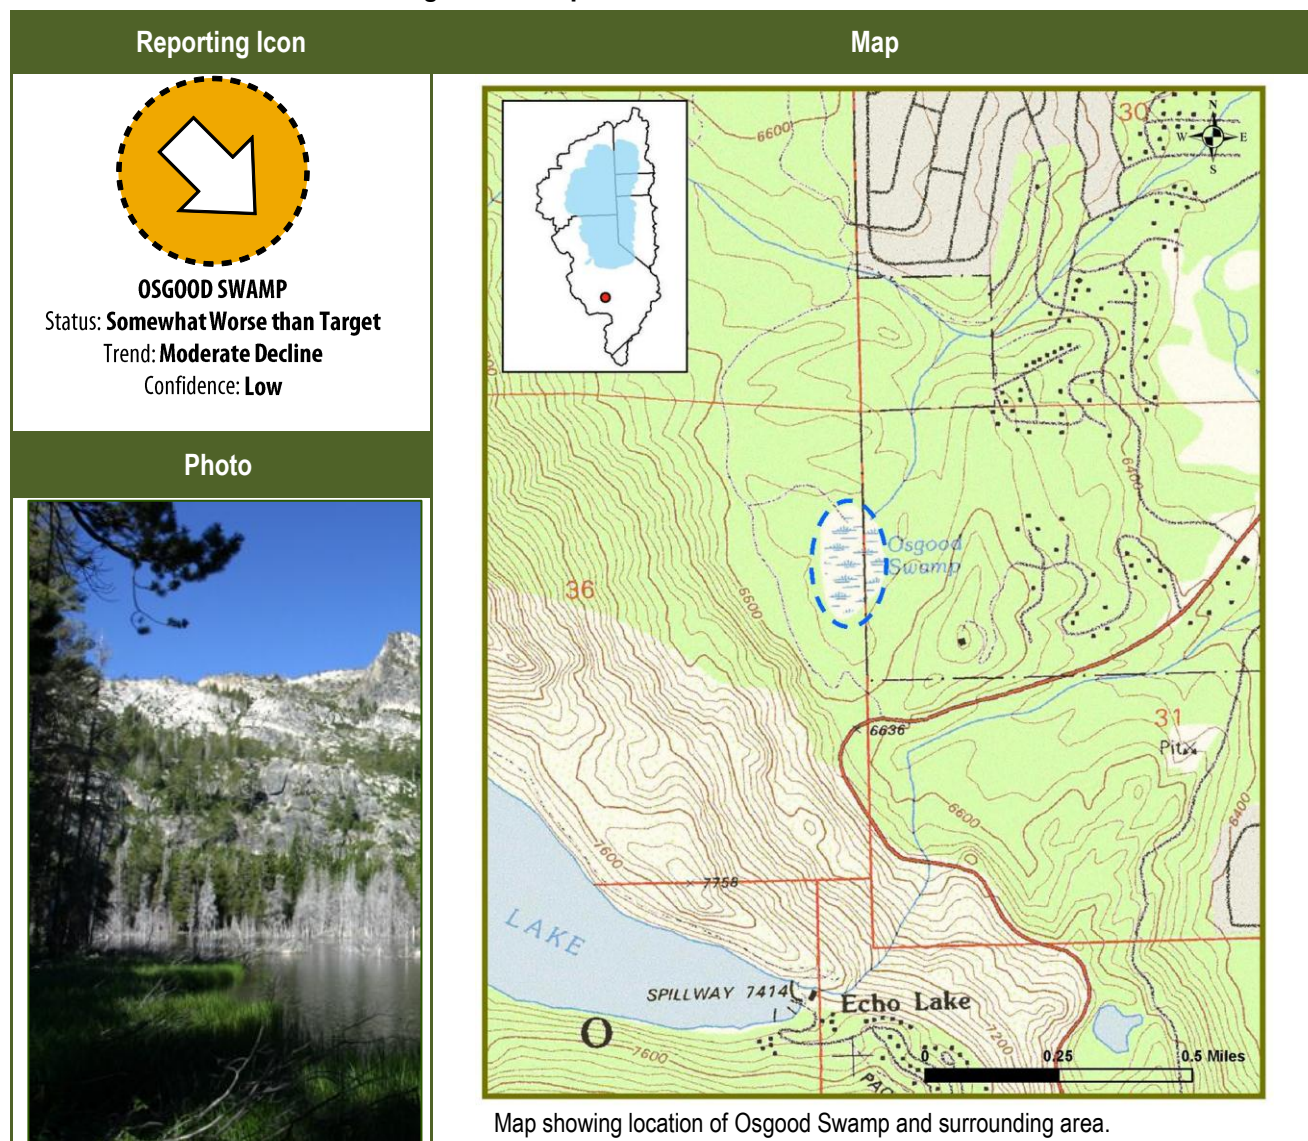 Reporting Icon
Map
OSGOOD SWAMP
Status: Somewhat Worse than Target
Trend: Moderate Decline
Confidence: Low
Photo
30
N
W E
S
6600
6400
Osgood
Swamp
36
6600
6636
31
Pit
6600
6400
7600
7758
LAKE
SPILLWAY 7414
Echo Lake
O
7600
7200
PAC
0 0.25 0.5 Miles
Map showing location of Osgood Swamp and surrounding area.